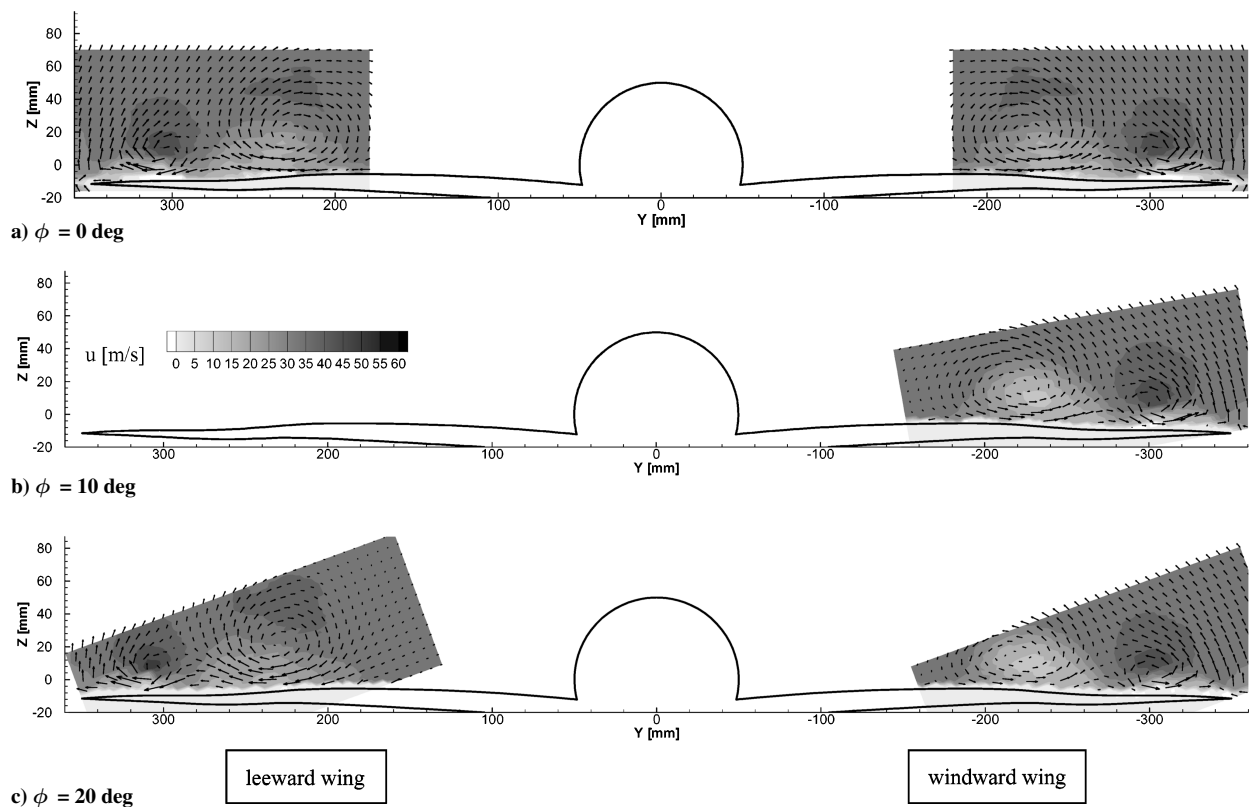 80
60
40
20
0
-20
Z [mm]
300 200 100 0 -100 -200 -300
Y [mm]
a) ϕ = 0 deg
80
60
40
20
0
-20
Z [mm]
u [m/s]
0 5 10 15 20 25 30 35 40 45 50 55 60
300 200 100 0 -100 -200 -300
Y [mm]
b) ϕ = 10 deg
80
60
40
20
0
-20
Z [mm]
300 200 100 0 -100 -200 -300
Y [mm]
leeward wing
windward wing
c) ϕ = 20 deg